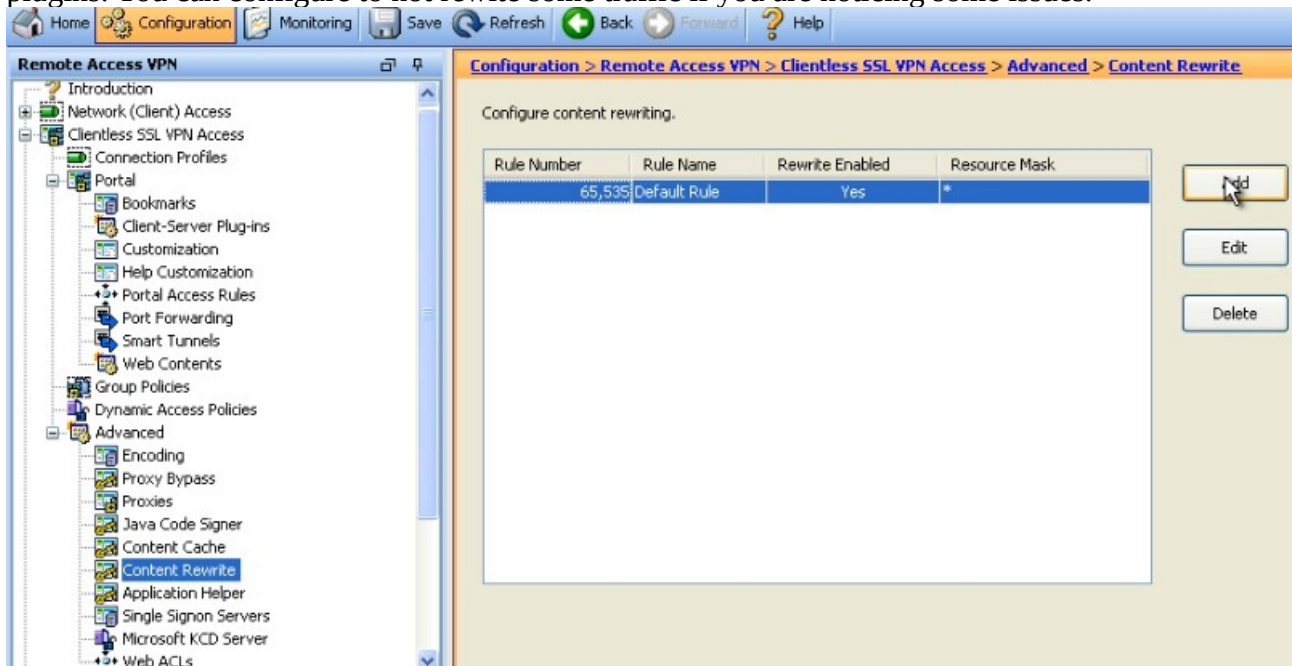 plugins. You can configure to not rewrite some traffic if you are noticing some issues.
Home Configuration Monitoring Save Refresh Back Forward Help
Remote Access VPN
Introduction
Network (Client) Access
Clientless SSL VPN Access
Connection Profiles
Portal
Bookmarks
Client-Server Plug-ins
Customization
Help Customization
Portal Access Rules
Port Forwarding
Smart Tunnels
Web Contents
Group Policies
Dynamic Access Policies
Advanced
Encoding
Proxy Bypass
Proxies
Java Code Signer
Content Cache
Content Rewrite
Application Helper
Single Signon Servers
Microsoft KCD Server
Web ACLs
Configuration > Remote Access VPN > Clientless SSL VPN Access > Advanced > Content Rewrite
Configure content rewriting.
Rule Number Rule Name Rewrite Enabled Resource Mask
65,535 Default Rule Yes *
Add
Edit
Delete